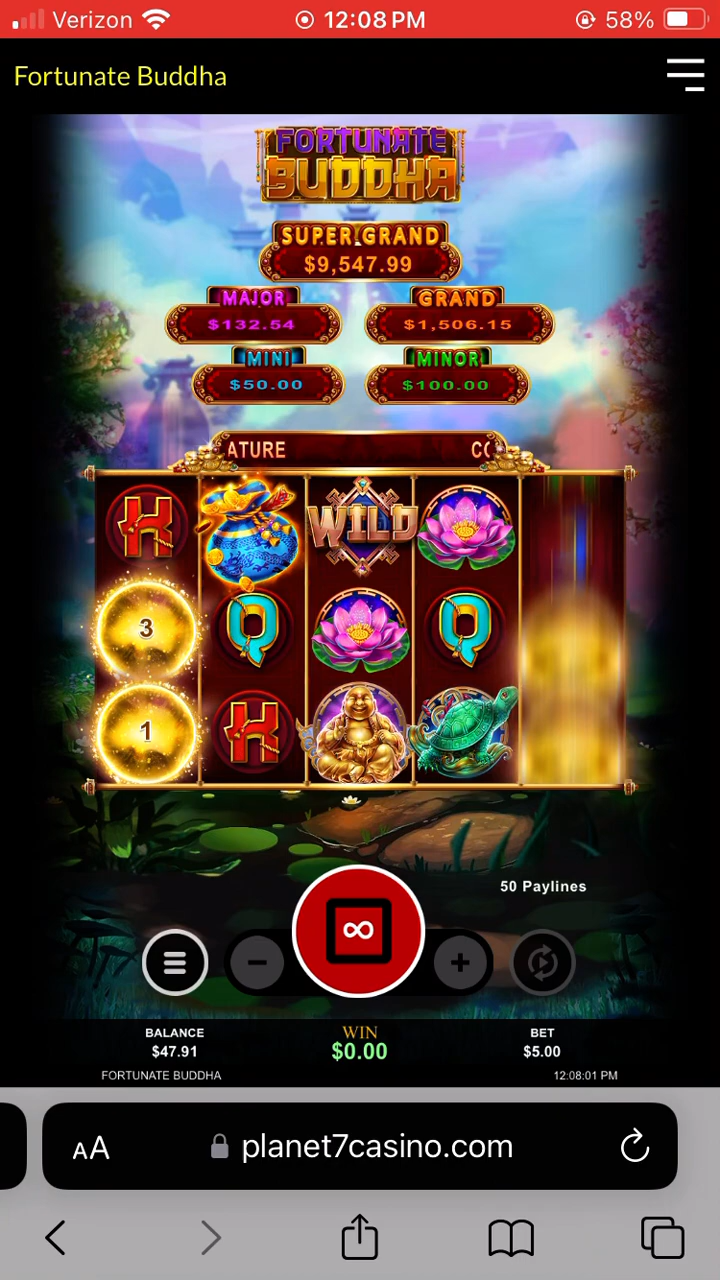 Verizon 12:08 PM 58%
Fortunate Buddha
FORTUNATE
BUDDHA
SUPER GRAND
$9,547.99
MAJOR GRAND
$132.54 $1,506.15
MINI MINOR
$50.00 $100.00
ATURE CO
K WILD
3 Q Q
1 K
50 Paylines
∞
− +
BALANCE WIN BET
$47.91 $0.00 $5.00
FORTUNATE BUDDHA 12:08:01 PM
AA planet7casino.com